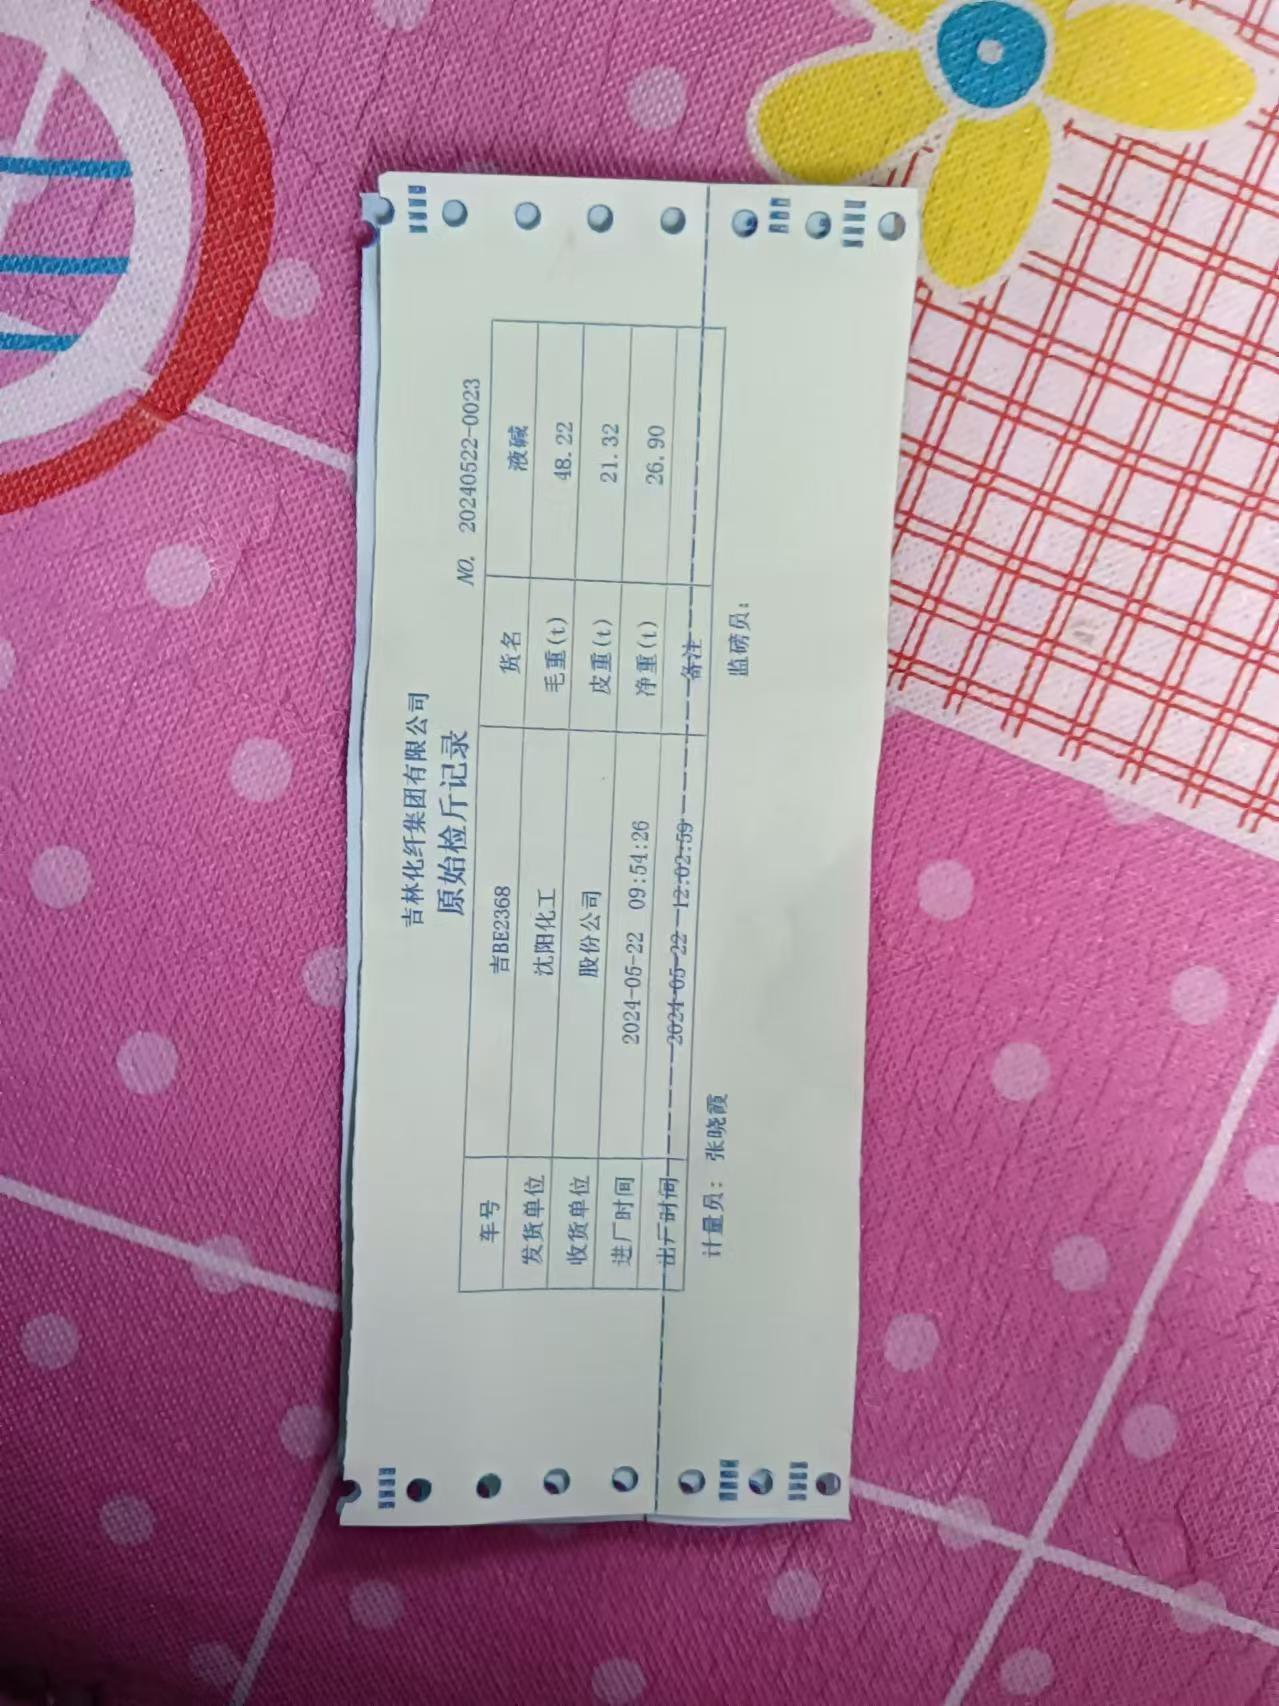 吉林化纤集团有限公司
原始检斤记录
NO. 20240522-0023
车号 吉BE2368 货名 液碱
发货单位 沈阳化工 毛重(t) 48.22
收货单位 股份公司 皮重(t) 21.32
进厂时间 2024-05-22 09:54:26 净重(t) 26.90
出厂时间 2024-05-22 12:02:59 备注
计量员: 张晓霞 监磅员: